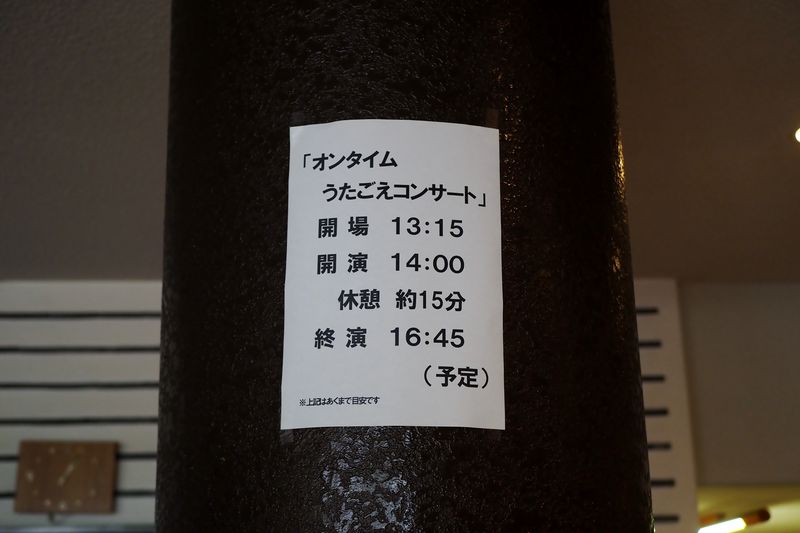 「オンタイム
うたごえコンサート」
開場 13:15
開演 14:00
休憩 約15分
終演 16:45
(予定)
※上記はあくまで目安です